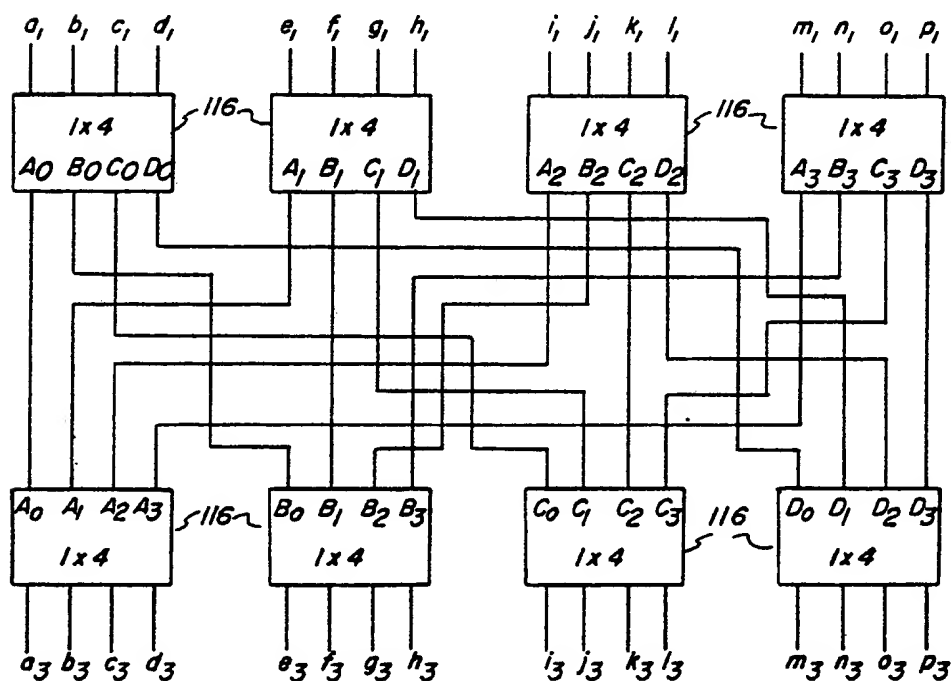 a₁ b₁ c₁ d₁ e₁ f₁ g₁ h₁ i₁ j₁ k₁ l₁ m₁ n₁ o₁ p₁
116 116
1x4 1x4 1x4 1x4
A₀ B₀ C₀ D₀ A₁ B₁ C₁ D₁ A₂ B₂ C₂ D₂ A₃ B₃ C₃ D₃
A₀ A₁ A₂ A₃ B₀ B₁ B₂ B₃ C₀ C₁ C₂ C₃ D₀ D₁ D₂ D₃
116 116
1x4 1x4 1x4 1x4
a₃ b₃ c₃ d₃ e₃ f₃ g₃ h₃ i₃ j₃ k₃ l₃ m₃ n₃ o₃ p₃